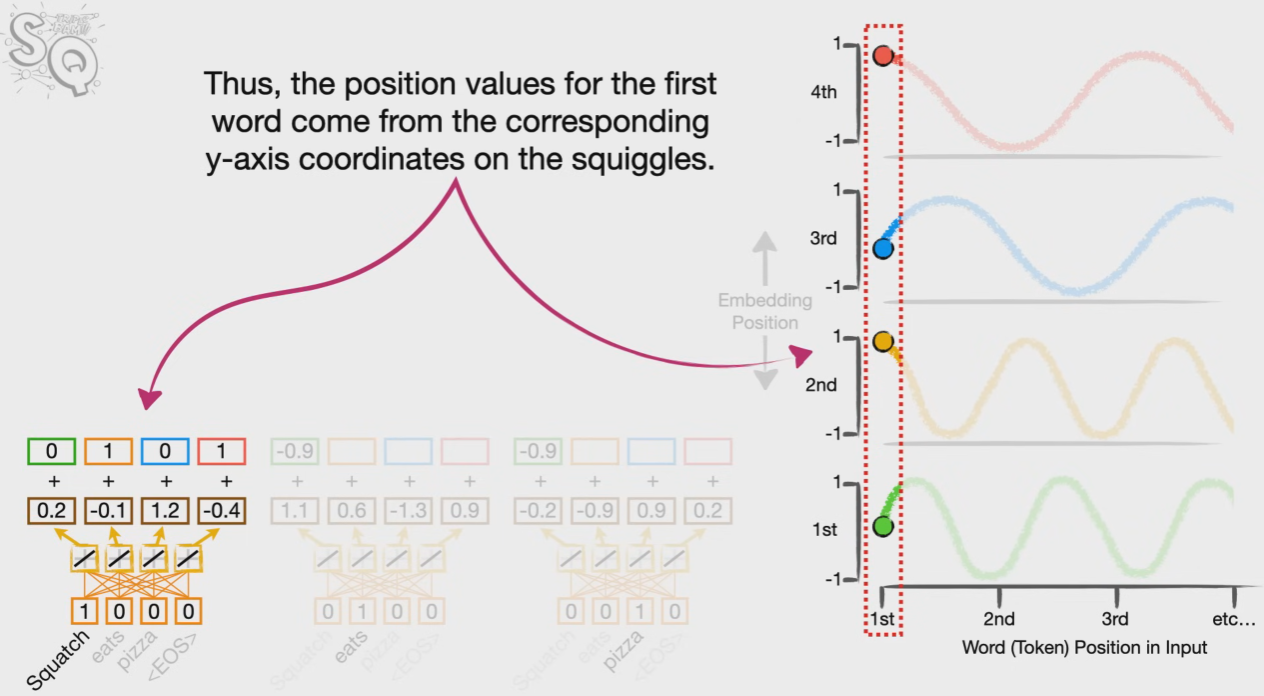 SQ
Thus, the position values for the first
word come from the corresponding
y-axis coordinates on the squiggles.
1
4th
-1
1
3rd
-1
Embedding
Position
1
2nd
-1
1
1st
-1
1st 2nd 3rd etc...
Word (Token) Position in Input
0 1 0 1
+ + + +
0.2 -0.1 1.2 -0.4
1 0 0 0
Squatch eats pizza <EOS>
-0.9
+ + + +
1.1 0.6 -1.3 0.9
0 1 0 0
Squatch eats pizza <EOS>
-0.9
+ + + +
-0.2 -0.9 0.9 0.2
0 0 1 0
Squatch eats pizza <EOS>